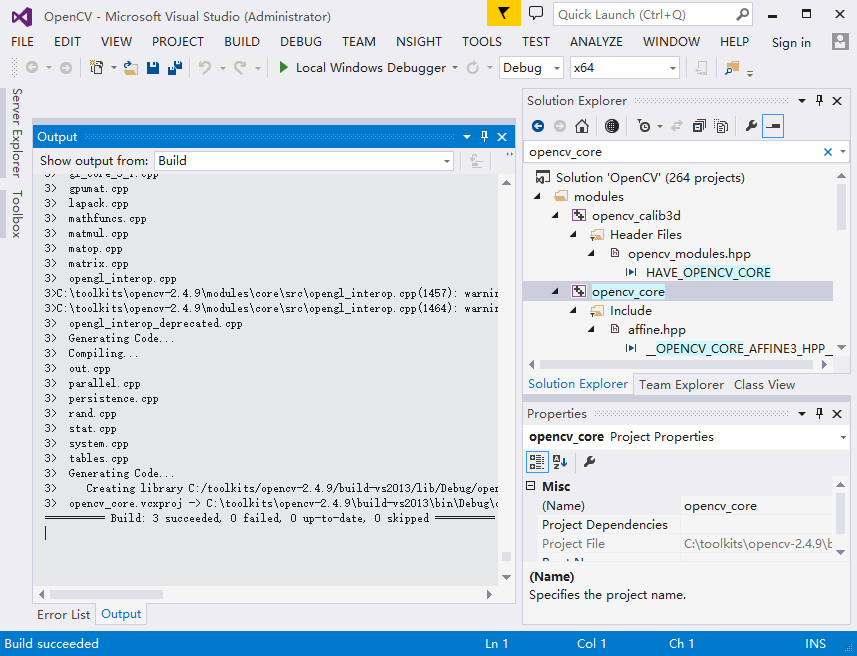 OpenCV - Microsoft Visual Studio (Administrator)
Quick Launch (Ctrl+Q)
FILE EDIT VIEW PROJECT BUILD DEBUG TEAM NSIGHT TOOLS TEST ANALYZE WINDOW HELP Sign in
Local Windows Debugger Debug x64
Server Explorer
Toolbox
Output
Show output from: Build
3> gl_core_3_1.cpp
3> gpumat.cpp
3> lapack.cpp
3> mathfuncs.cpp
3> matmul.cpp
3> matop.cpp
3> matrix.cpp
3> opengl_interop.cpp
3>C:\toolkits\opencv-2.4.9\modules\core\src\opengl_interop.cpp(1457): warnin
3>C:\toolkits\opencv-2.4.9\modules\core\src\opengl_interop.cpp(1464): warnin
3> opengl_interop_deprecated.cpp
3> Generating Code...
3> Compiling...
3> out.cpp
3> parallel.cpp
3> persistence.cpp
3> rand.cpp
3> stat.cpp
3> system.cpp
3> tables.cpp
3> Generating Code...
3> Creating library C:/toolkits/opencv-2.4.9/build-vs2013/lib/Debug/open
3> opencv_core.vcxproj -> C:\toolkits\opencv-2.4.9\build-vs2013\bin\Debug\o
========== Build: 3 succeeded, 0 failed, 0 up-to-date, 0 skipped ==========
Error List Output
Solution Explorer
opencv_core
Solution 'OpenCV' (264 projects)
modules
opencv_calib3d
Header Files
opencv_modules.hpp
HAVE_OPENCV_CORE
opencv_core
Include
affine.hpp
__OPENCV_CORE_AFFINE3_HPP__
Solution Explorer Team Explorer Class View
Properties
opencv_core Project Properties
Misc
(Name) opencv_core
Project Dependencies
Project File C:\toolkits\opencv-2.4.9\b
(Name)
Specifies the project name.
Build succeeded Ln 1 Col 1 Ch 1 INS